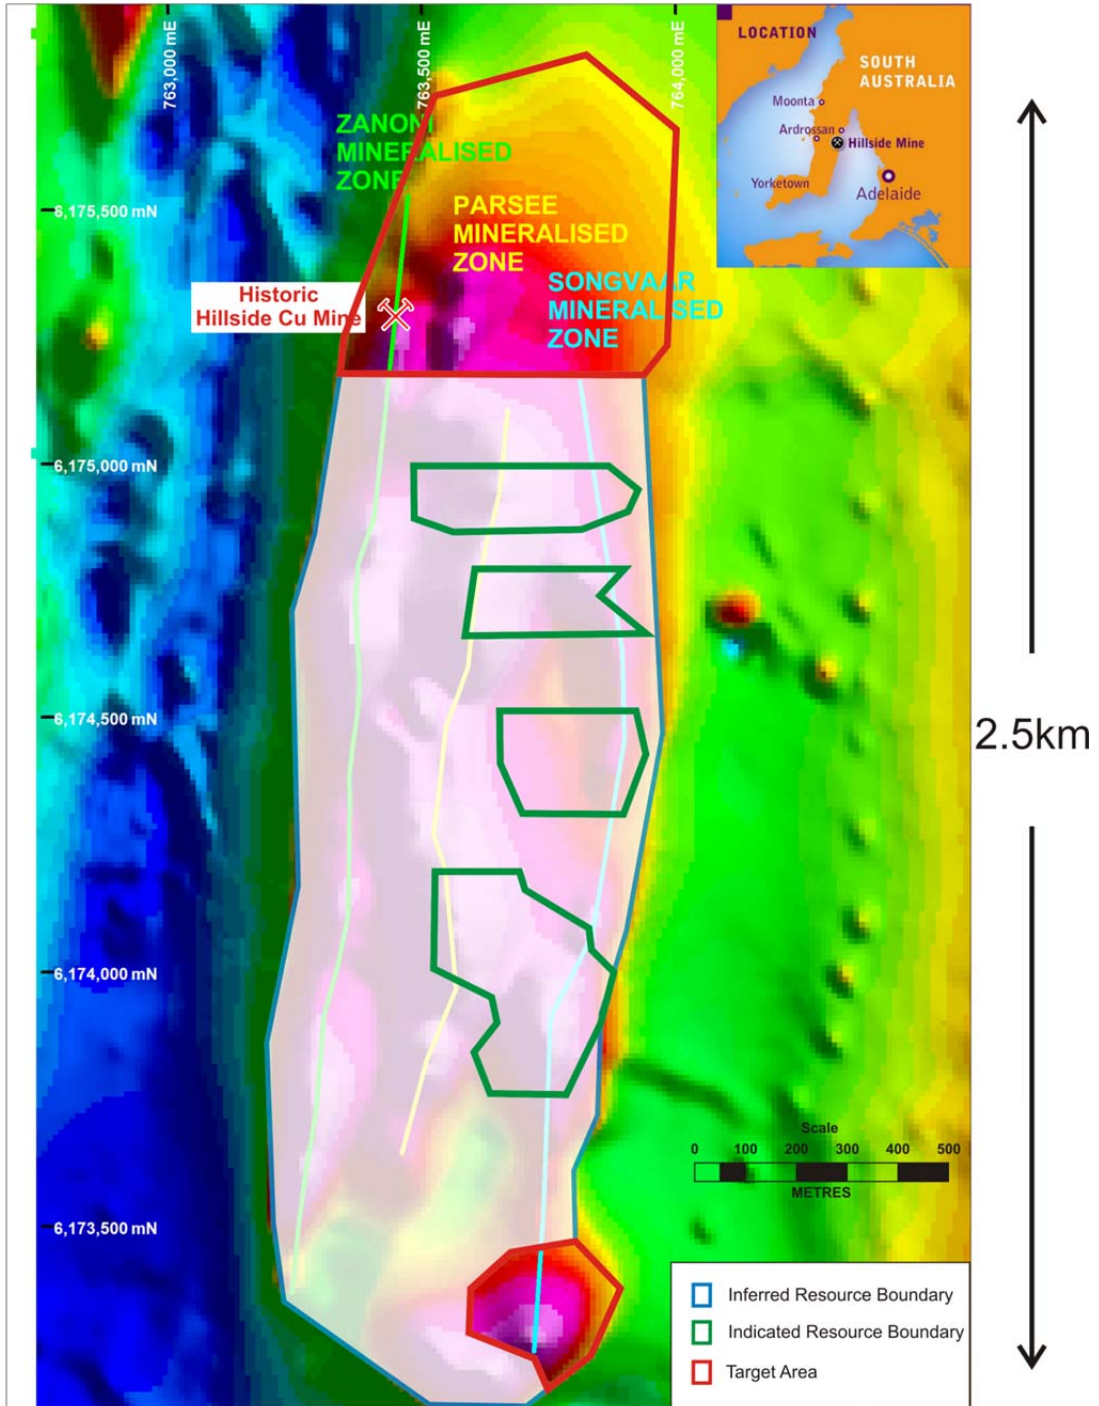 763,000 mE
763,500 mE
764,000 mE
LOCATION
SOUTH
AUSTRALIA
Moonta
Ardrossan
Hillside Mine
Yorketown
Adelaide
ZANONI
MINERALISED
ZONE
6,175,500 mN
PARSEE
MINERALISED
ZONE
SONGVAAR
MINERALISED
ZONE
Historic
Hillside Cu Mine
6,175,000 mN
6,174,500 mN
2.5km
6,174,000 mN
Scale
0 100 200 300 400 500
METRES
6,173,500 mN
Inferred Resource Boundary
Indicated Resource Boundary
Target Area